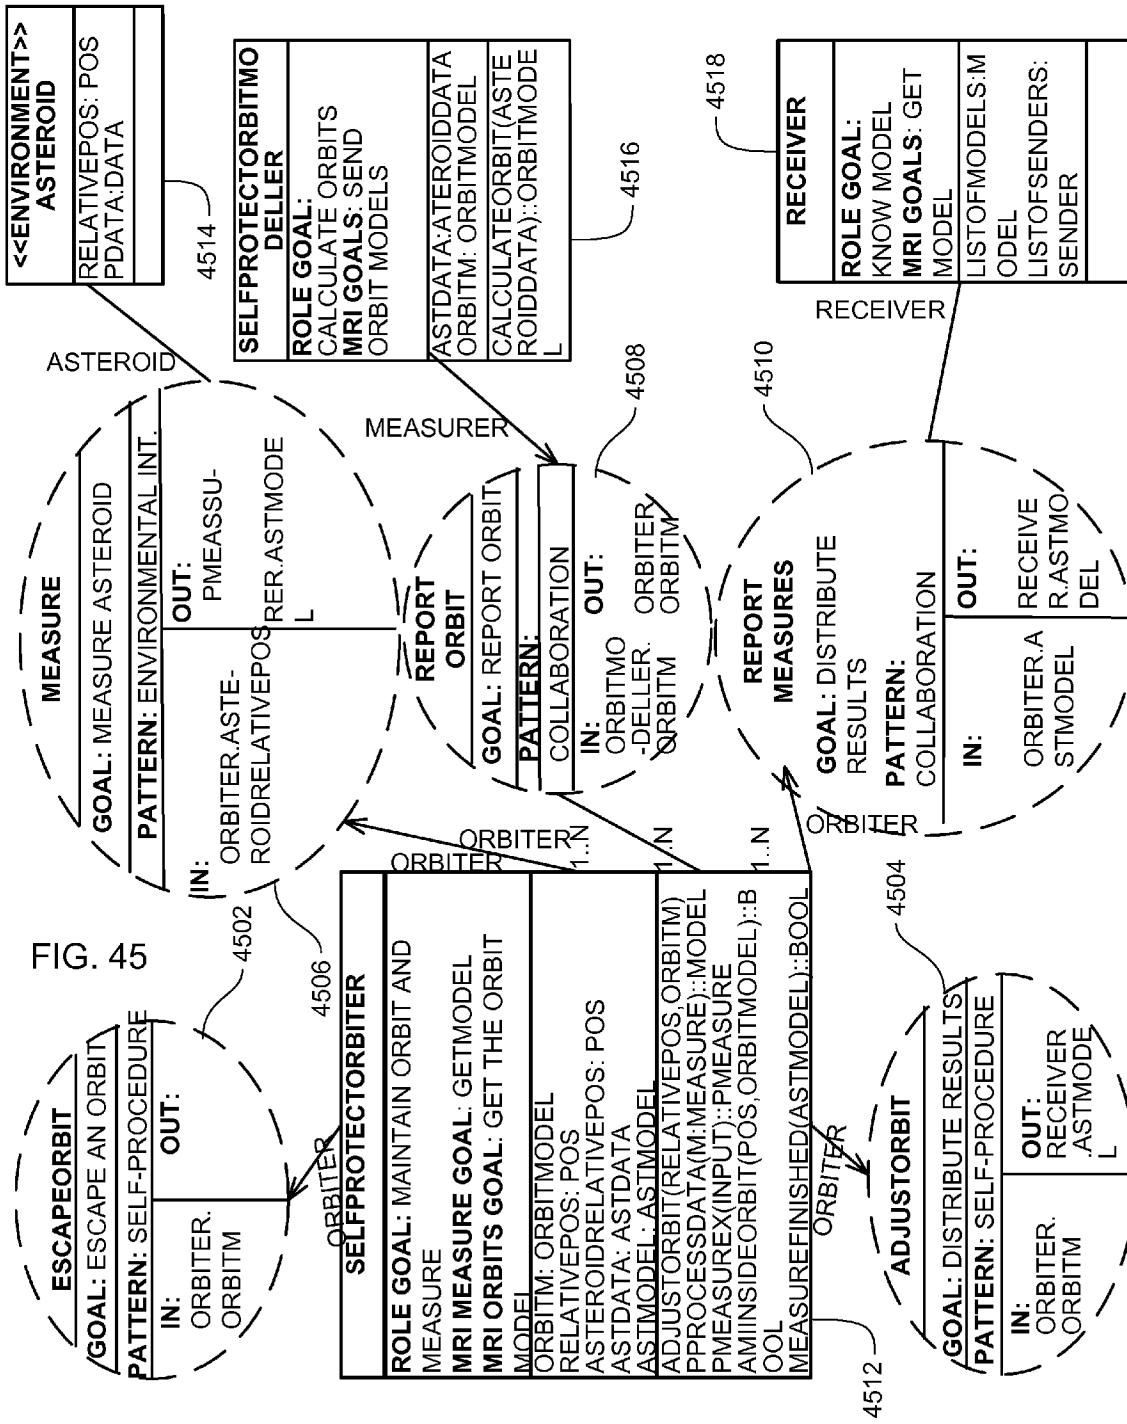 FIG. 45
ESCAPEORBIT
GOAL: ESCAPE AN ORBIT
PATTERN: SELF-PROCEDURE
IN:
ORBITER.
ORBITM
OUT:
4502
ORBITER
MEASURE
GOAL: MEASURE ASTEROID
PATTERN: ENVIRONMENTAL INT.
IN:
ORBITER.ASTE-
ROIDRELATIVEPOS
OUT:
PMEASSU-
RER.ASTMODE
L
4506
ASTEROID
<<ENVIRONMENT>>
ASTEROID
RELATIVEPOS: POS
PDATA:DATA
4514
SELFPROTECTORBITER
ROLE GOAL: MAINTAIN ORBIT AND
MEASURE
MRI MEASURE GOAL: GETMODEL
MRI ORBITS GOAL: GET THE ORBIT
MODEL
ORBITM: ORBITMODEL
RELATIVEPOS: POS
ASTEROIDRELATIVEPOS: POS
ASTDATA: ASTDATA
ASTMODEL: ASTMODEL
ADJUSTORBIT(RELATIVEPOS,ORBITM)
PPROCESSDATA(M:MEASURE)::MODEL
PMEASUREX(INPUT)::PMEASURE
AMIINSIDEORBIT(POS,ORBITMODEL)::B
OOL
MEASUREFINISHED(ASTMODEL)::BOOL
4512
ORBITER
ORBITER
1..N
1..N
1..N
REPORT
ORBIT
GOAL: REPORT ORBIT
PATTERN:
COLLABORATION
IN:
ORBITMO
-DELLER.
ORBITM
OUT:
ORBITER
ORBITM
4508
MEASURER
SELFPROTECTORBITMO
DELLER
ROLE GOAL:
CALCULATE ORBITS
MRI GOALS: SEND
ORBIT MODELS
ASTDATA:ATEROIDDATA
ORBITM: ORBITMODEL
CALCULATEORBIT(ASTE
ROIDDATA)::ORBITMODE
L
4516
ORBITER
ADJUSTORBIT
GOAL: DISTRIBUTE RESULTS
PATTERN: SELF-PROCEDURE
IN:
ORBITER.
ORBITM
OUT:
RECEIVER
.ASTMODE
L
4504
ORBITER
REPORT
MEASURES
GOAL: DISTRIBUTE
RESULTS
PATTERN:
COLLABORATION
IN:
ORBITER.A
STMODEL
OUT:
RECEIVE
R.ASTMO
DEL
4510
RECEIVER
RECEIVER
ROLE GOAL:
KNOW MODEL
MRI GOALS: GET
MODEL
LISTOFMODELS:M
ODEL
LISTOFSENDERS:
SENDER
4518